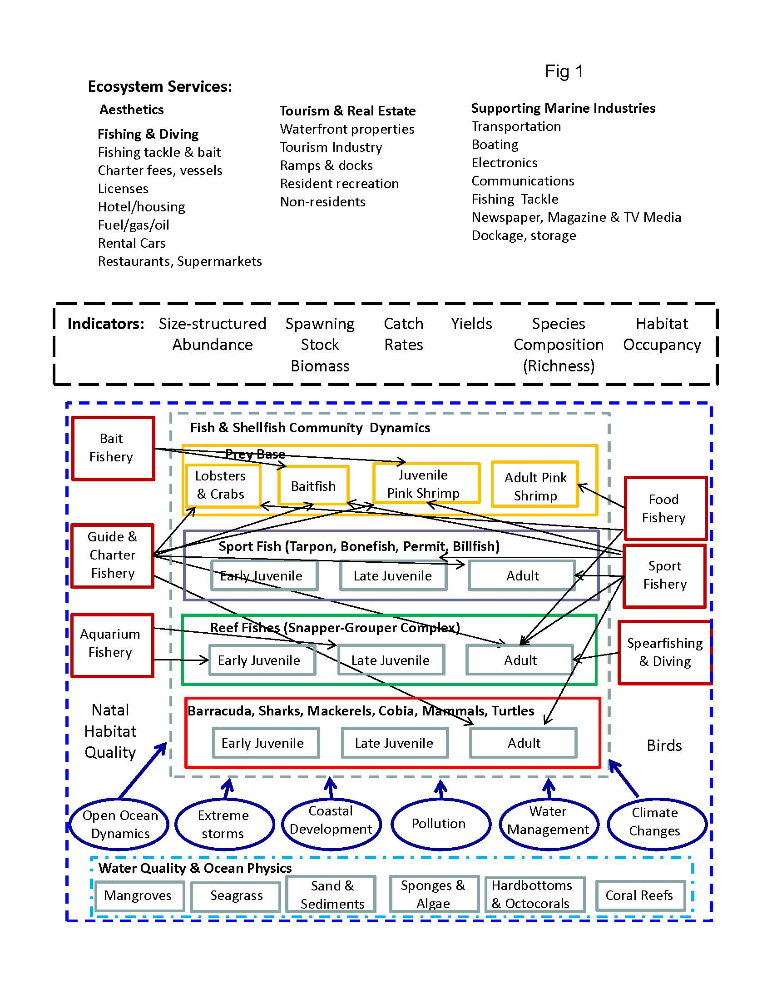 Fig 1
Ecosystem Services:
Aesthetics
Fishing & Diving
Fishing tackle & bait
Charter fees, vessels
Licenses
Hotel/housing
Fuel/gas/oil
Rental Cars
Restaurants, Supermarkets
Tourism & Real Estate
Waterfront properties
Tourism Industry
Ramps & docks
Resident recreation
Non-residents
Supporting Marine Industries
Transportation
Boating
Electronics
Communications
Fishing Tackle
Newspaper, Magazine & TV Media
Dockage, storage
Indicators:
Size-structured
Abundance
Spawning
Stock
Biomass
Catch
Rates
Yields
Species
Composition
(Richness)
Habitat
Occupancy
Fish & Shellfish Community Dynamics
Bait
Fishery
Prey Base
Lobsters
& Crabs
Baitfish
Juvenile
Pink Shrimp
Adult Pink
Shrimp
Food
Fishery
Guide &
Charter
Fishery
Sport Fish (Tarpon, Bonefish, Permit, Billfish)
Early Juvenile
Late Juvenile
Adult
Sport
Fishery
Aquarium
Fishery
Reef Fishes (Snapper-Grouper Complex)
Early Juvenile
Late Juvenile
Adult
Spearfishing
& Diving
Natal
Habitat
Quality
Barracuda, Sharks, Mackerels, Cobia, Mammals, Turtles
Early Juvenile
Late Juvenile
Adult
Birds
Open Ocean
Dynamics
Extreme
storms
Coastal
Development
Pollution
Water
Management
Climate
Changes
Water Quality & Ocean Physics
Mangroves
Seagrass
Sand &
Sediments
Sponges &
Algae
Hardbottoms
& Octocorals
Coral Reefs